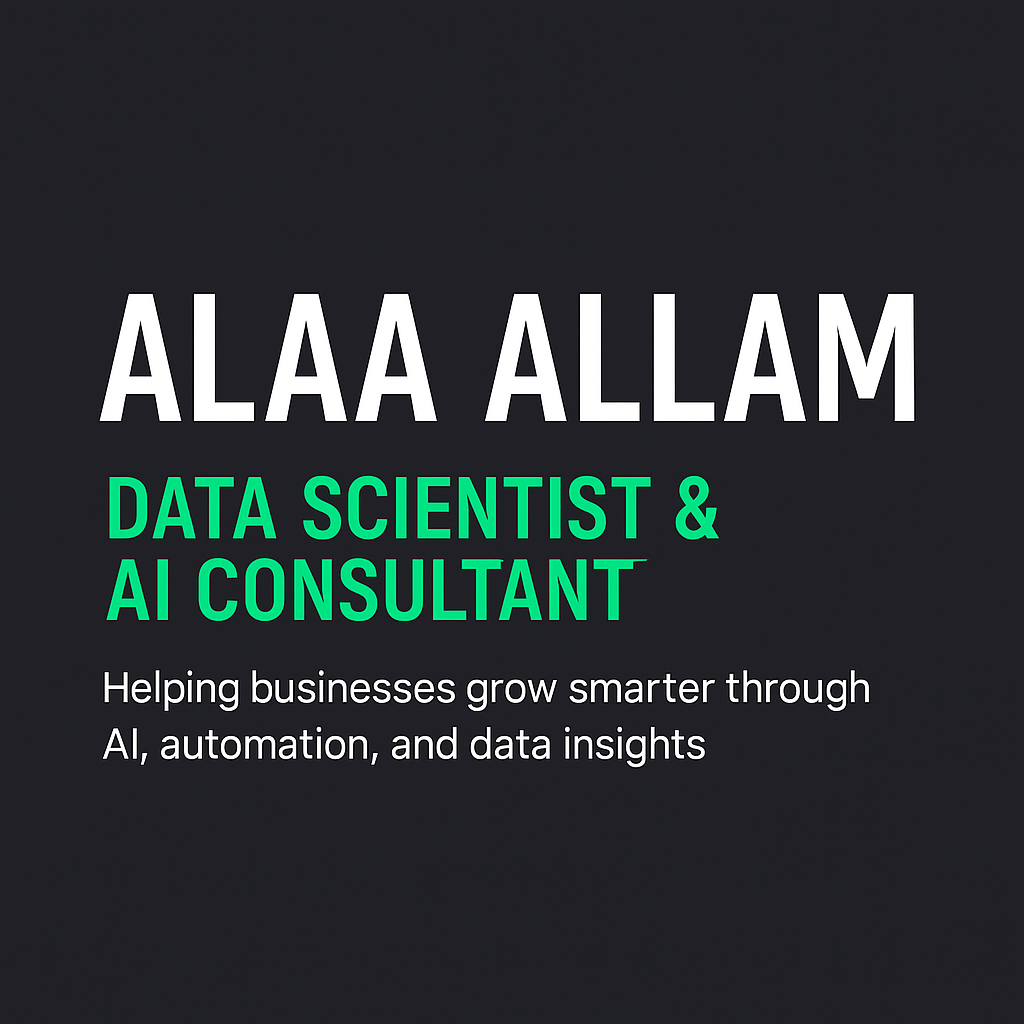 ALAA ALLAM
DATA SCIENTIST &
AI CONSULTANT
Helping businesses grow smarter through
AI, automation, and data insights